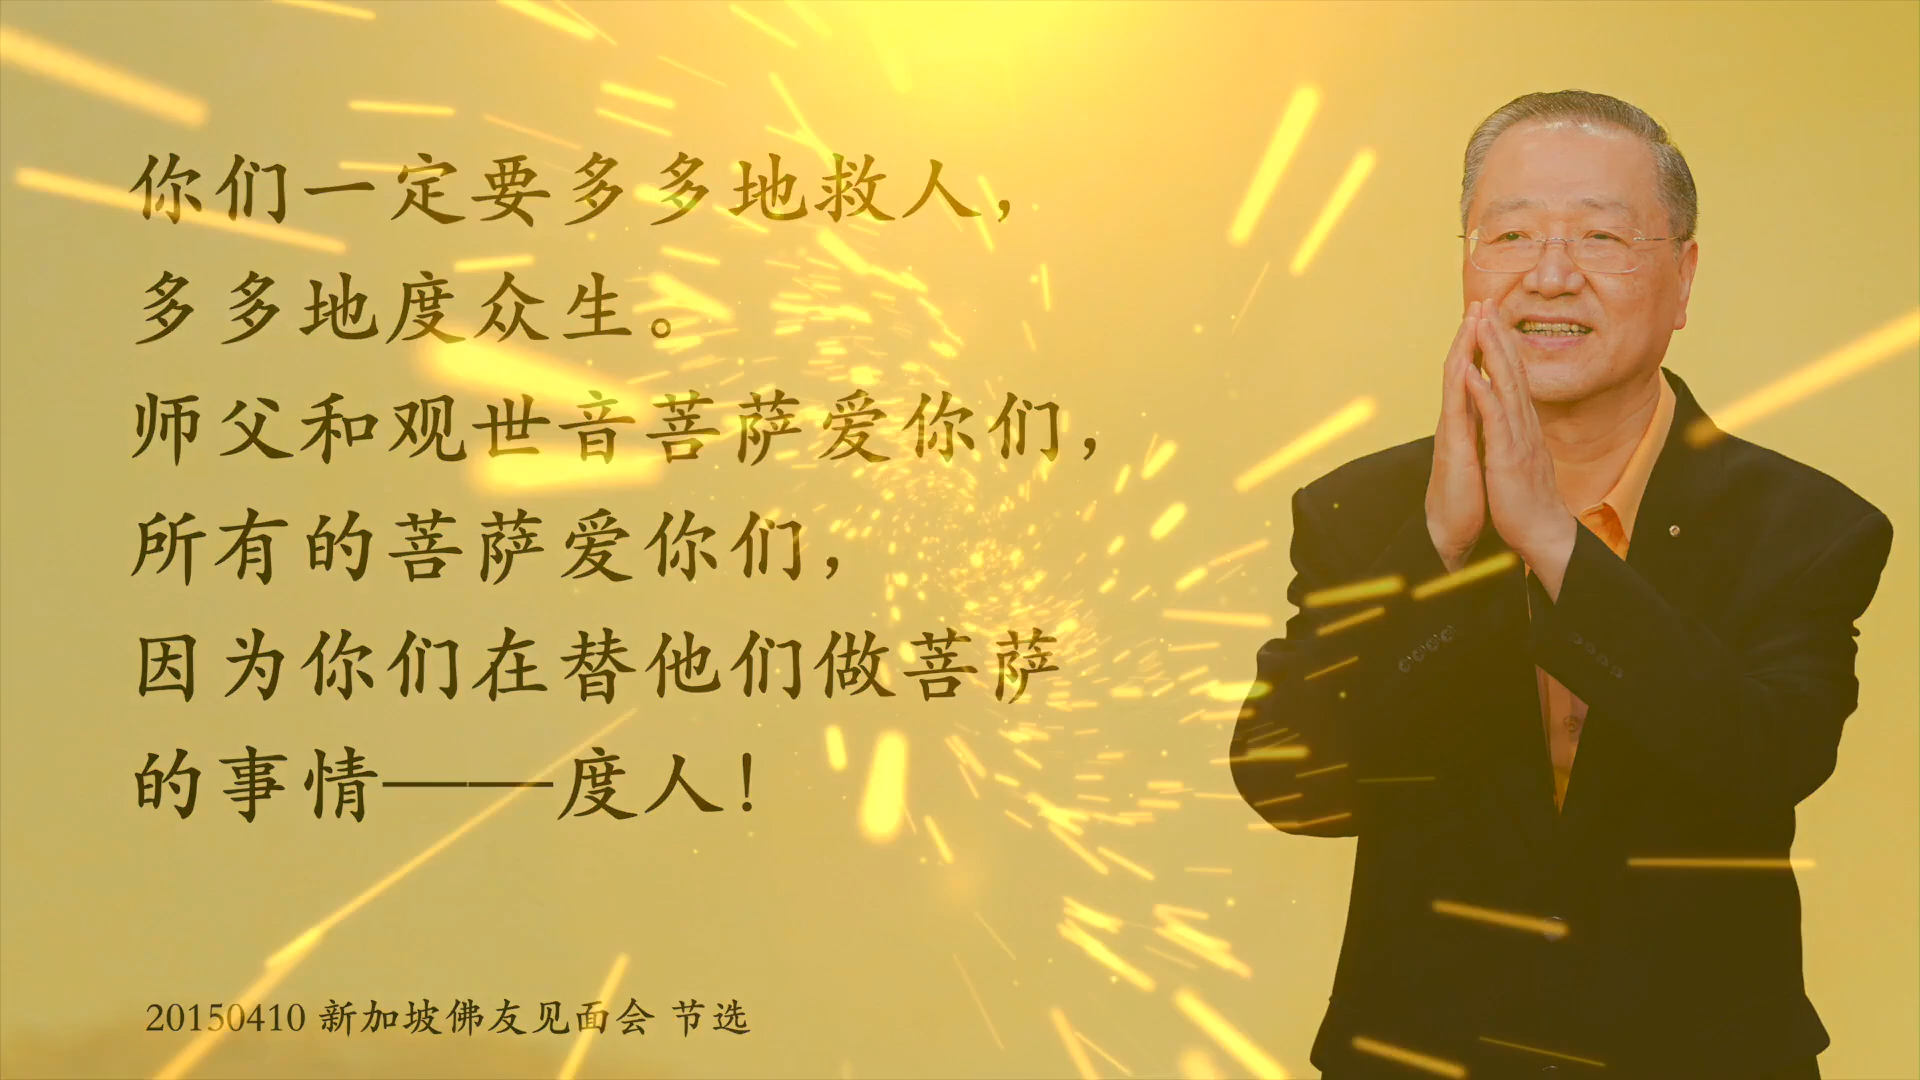 你们一定要多多地救人，
多多地度众生。
师父和观世音菩萨爱你们，
所有的菩萨爱你们，
因为你们在替他们做菩萨
的事情——度人！
20150410 新加坡佛友见面会 节选